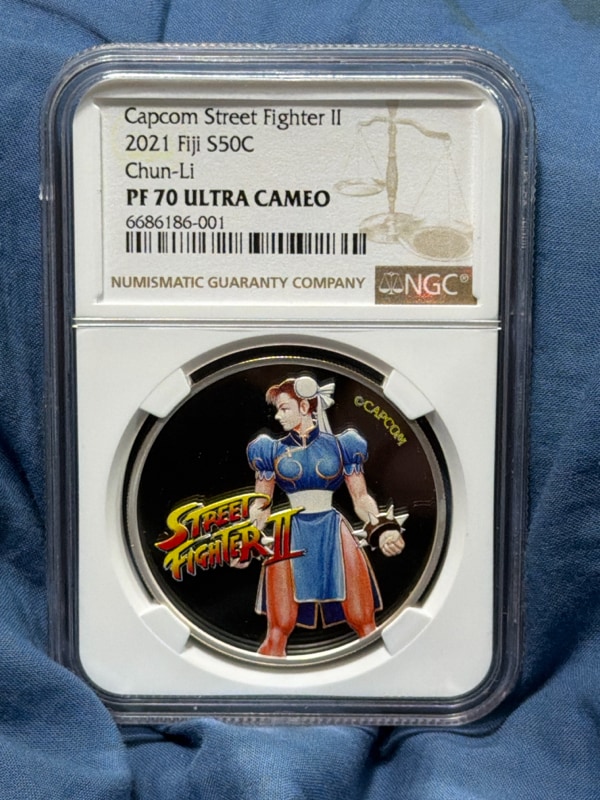 Capcom Street Fighter II
2021 Fiji S50C
Chun-Li
PF 70 ULTRA CAMEO
6686186-001
NUMISMATIC GUARANTY COMPANY
NGC®
©CAPCOM
STREET
FIGHTER II